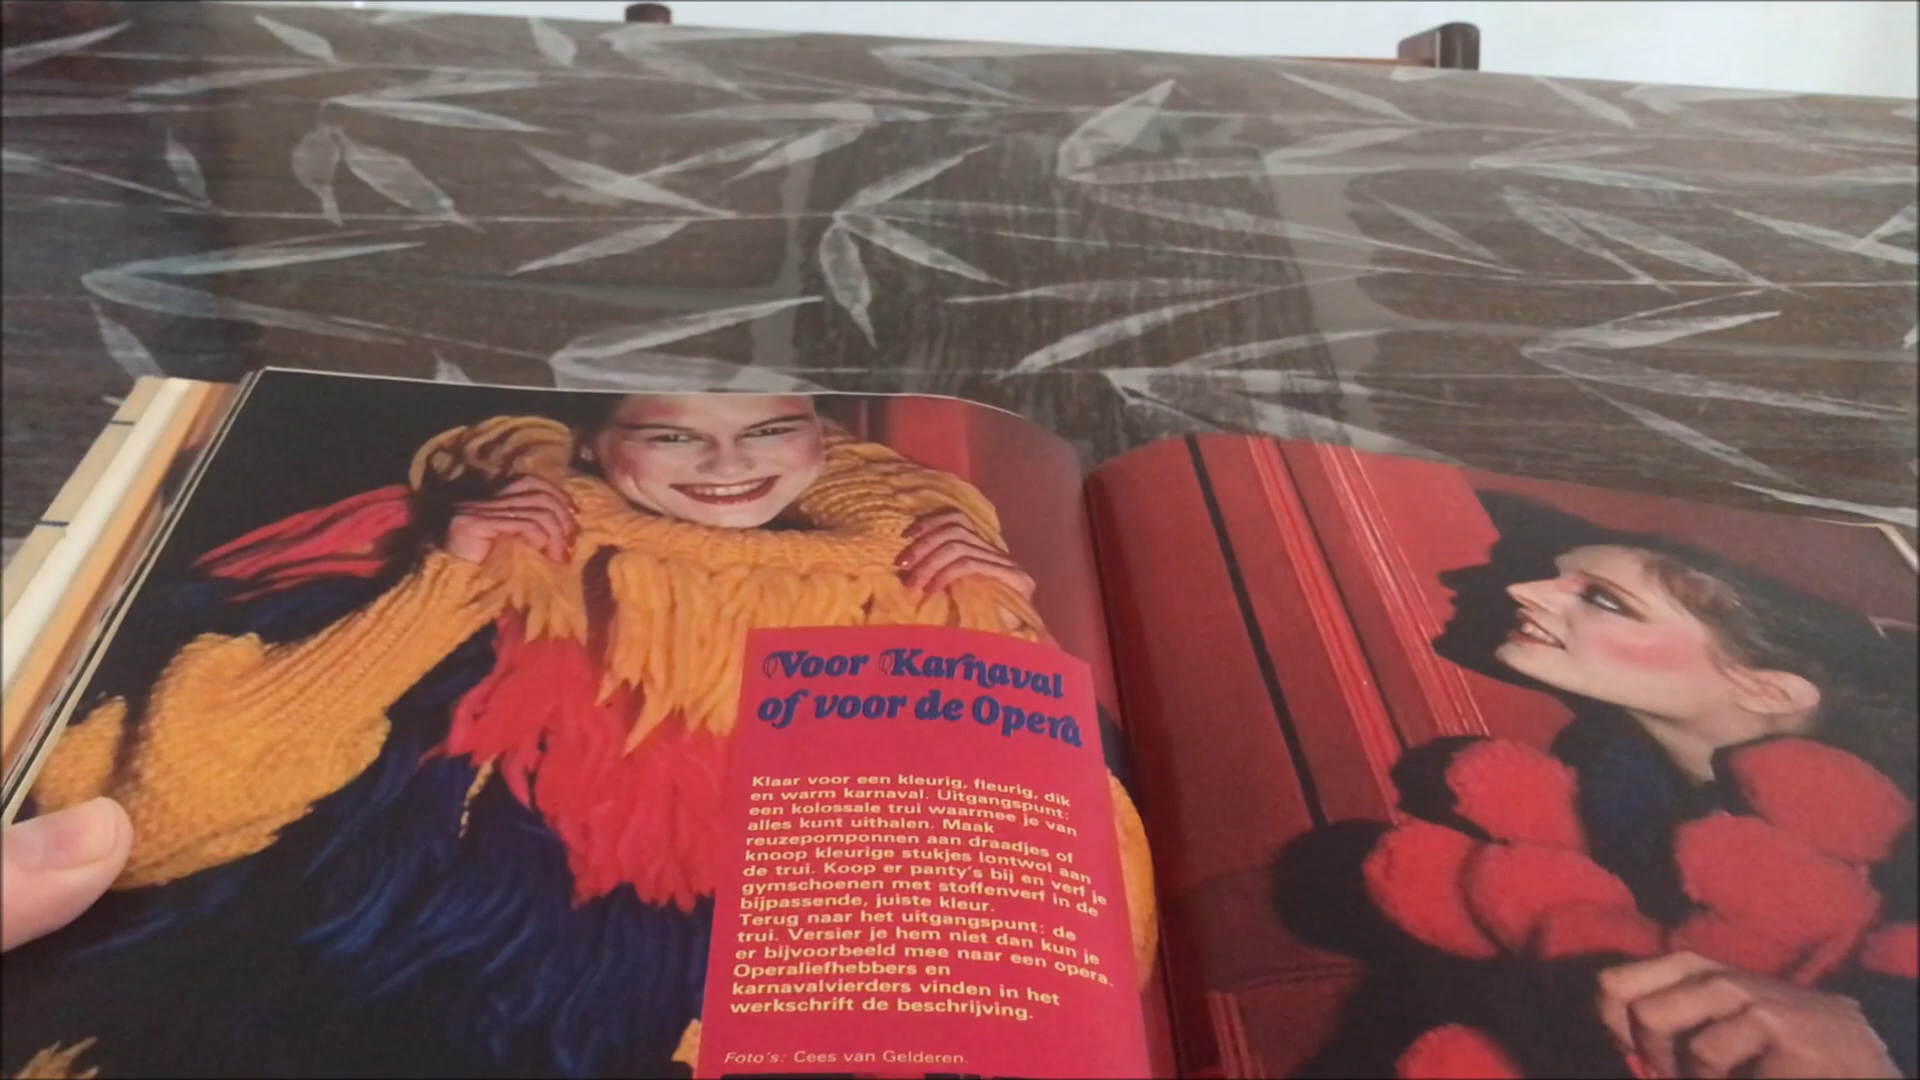 Voor Karnaval
of voor de Opera
Klaar voor een kleurig, fleurig, dik
en warm karnaval. Uitgangspunt:
een kolossale trui waarmee je van
alles kunt uithalen. Maak
reuzepomponnen aan draadjes of
knoop kleurige stukjes lontwol aan
de trui. Koop er panty's bij en verf je
gymschoenen met stoffenverf in de
bijpassende, juiste kleur.
Terug naar het uitgangspunt: de
trui. Versier je hem niet dan kun je
er bijvoorbeeld mee naar een opera.
Operaliefhebbers en
karnavalvierders vinden in het
werkschrift de beschrijving.
Foto's: Cees van Gelderen.